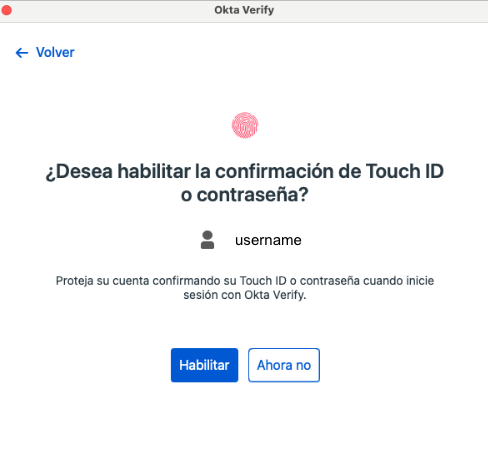 Okta Verify
← Volver
¿Desea habilitar la confirmación de Touch ID
o contraseña?
username
Proteja su cuenta confirmando su Touch ID o contraseña cuando inicie
sesión con Okta Verify.
Habilitar
Ahora no